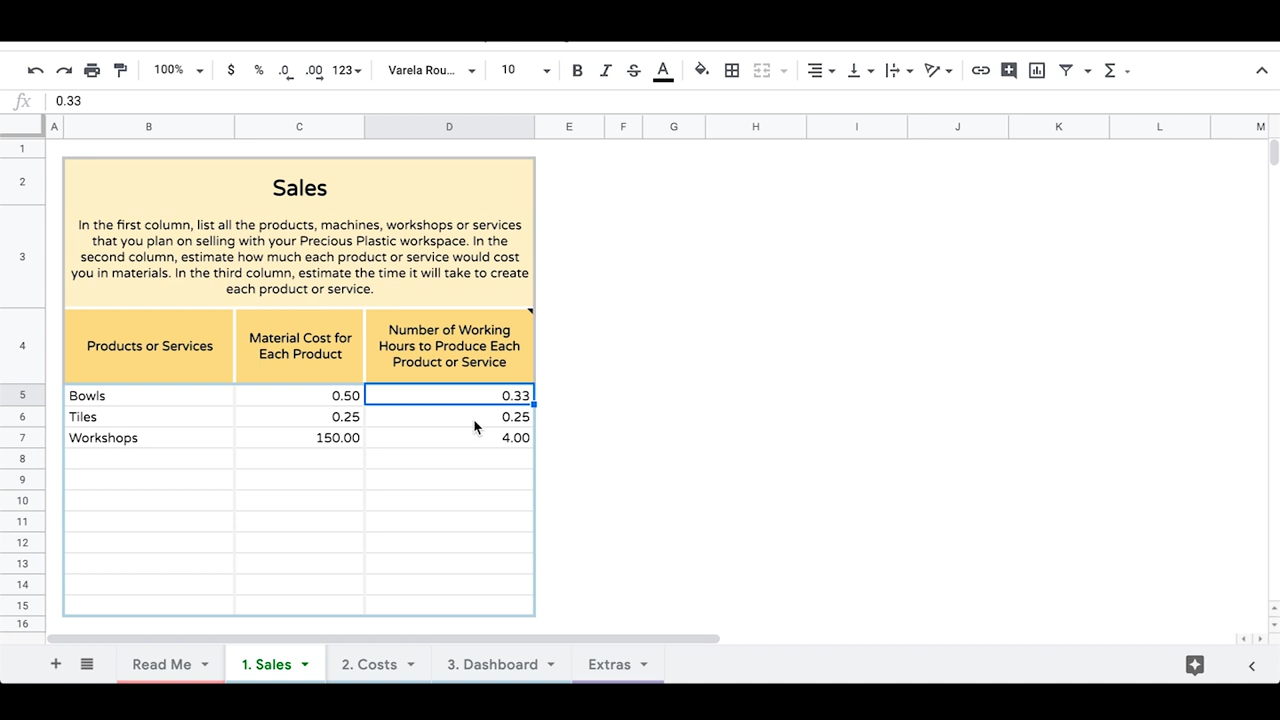 100%
$
%
.0
.00
123
Varela Rou...
10
B
I
S
A
Σ
fx
0.33
A B C D E F G H I J K L M
1
2
3
4
5
6
7
8
9
10
11
12
13
14
15
16
Sales
In the first column, list all the products, machines, workshops or services
that you plan on selling with your Precious Plastic workspace. In the
second column, estimate how much each product or service would cost
you in materials. In the third column, estimate the time it will take to create
each product or service.
Products or Services
Material Cost for
Each Product
Number of Working
Hours to Produce Each
Product or Service
Bowls 0.50 0.33
Tiles 0.25 0.25
Workshops 150.00 4.00
Read Me
1. Sales
2. Costs
3. Dashboard
Extras